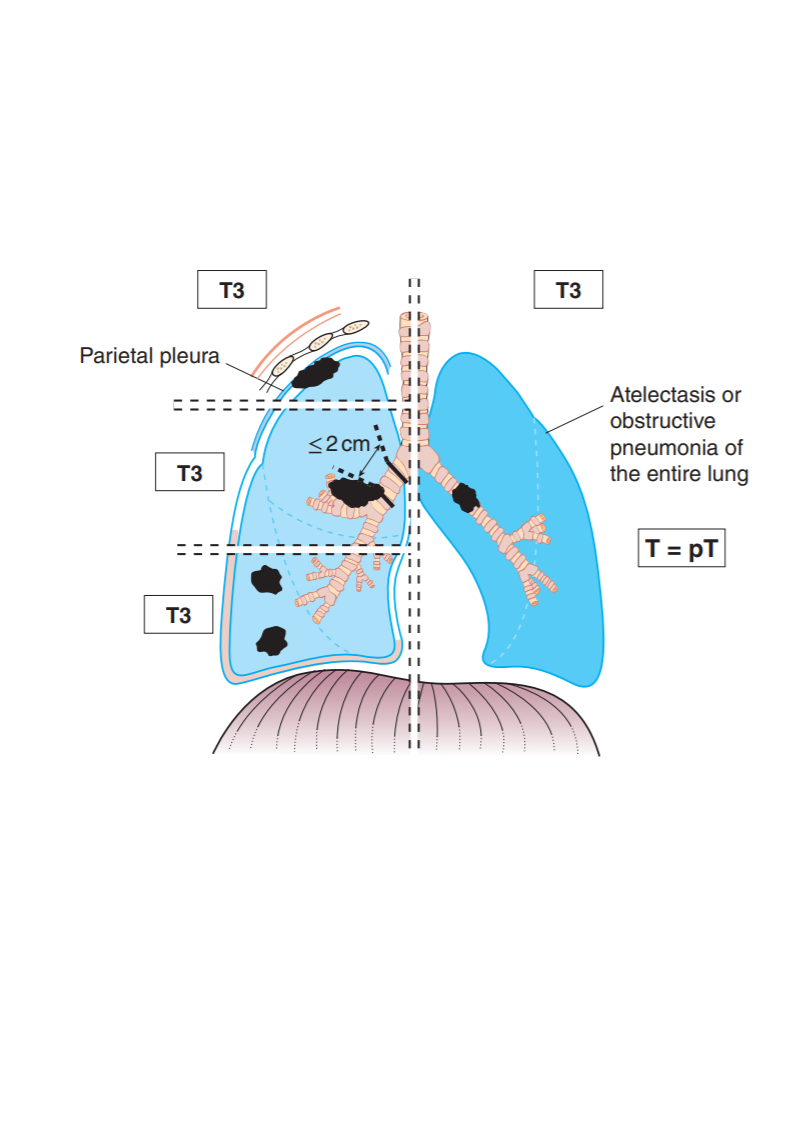 T3
T3
Parietal pleura
≤ 2 cm
Atelectasis or
obstructive
pneumonia of
the entire lung
T3
T = pT
T3